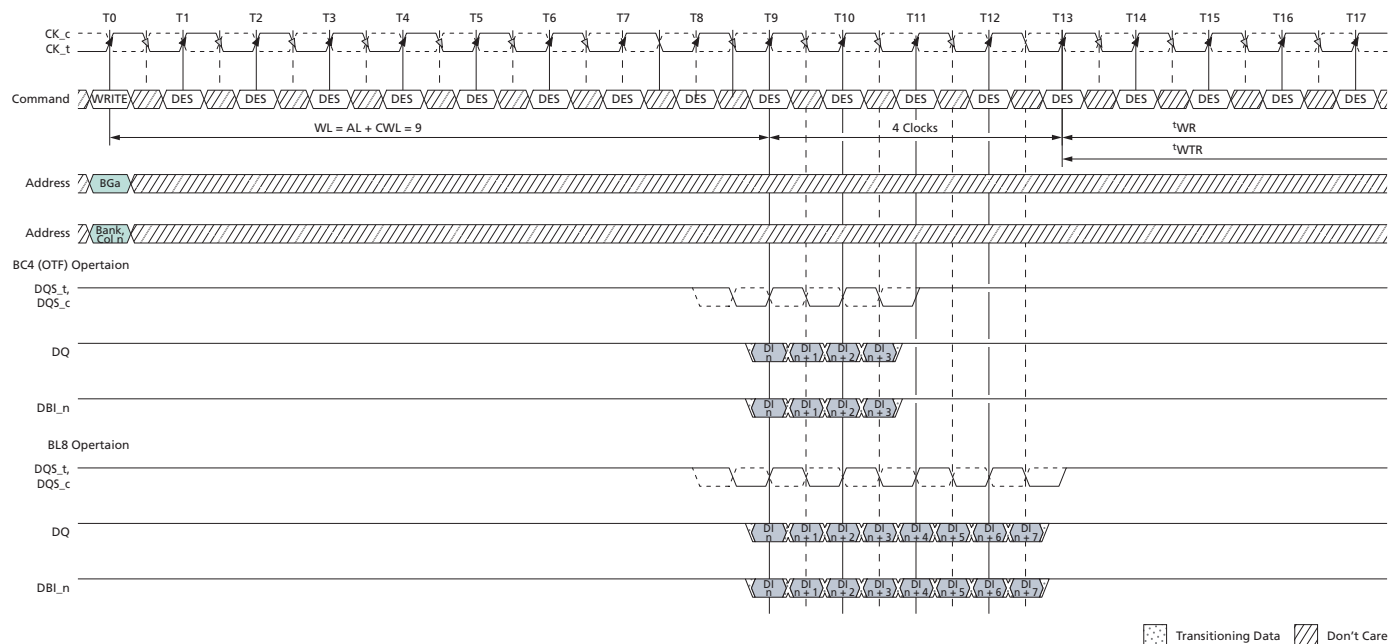 T0 T1 T2 T3 T4 T5 T6 T7 T8 T9 T10 T11 T12 T13 T14 T15 T16 T17
CK_c
CK_t
Command WRITE DES DES DES DES DES DES DES DES DES DES DES DES DES DES DES DES DES
WL = AL + CWL = 9 4 Clocks tWR
tWTR
Address BGa
Address Bank, Col n
BC4 (OTF) Opertaion
DQS_t,
DQS_c
DQ DI n DI n + 1 DI n + 2 DI n + 3
DBI_n DI n DI n + 1 DI n + 2 DI n + 3
BL8 Opertaion
DQS_t,
DQS_c
DQ DI n DI n + 1 DI n + 2 DI n + 3 DI n + 4 DI n + 5 DI n + 6 DI n + 7
DBI_n DI n DI n + 1 DI n + 2 DI n + 3 DI n + 4 DI n + 5 DI n + 6 DI n + 7
Transitioning Data Don't Care